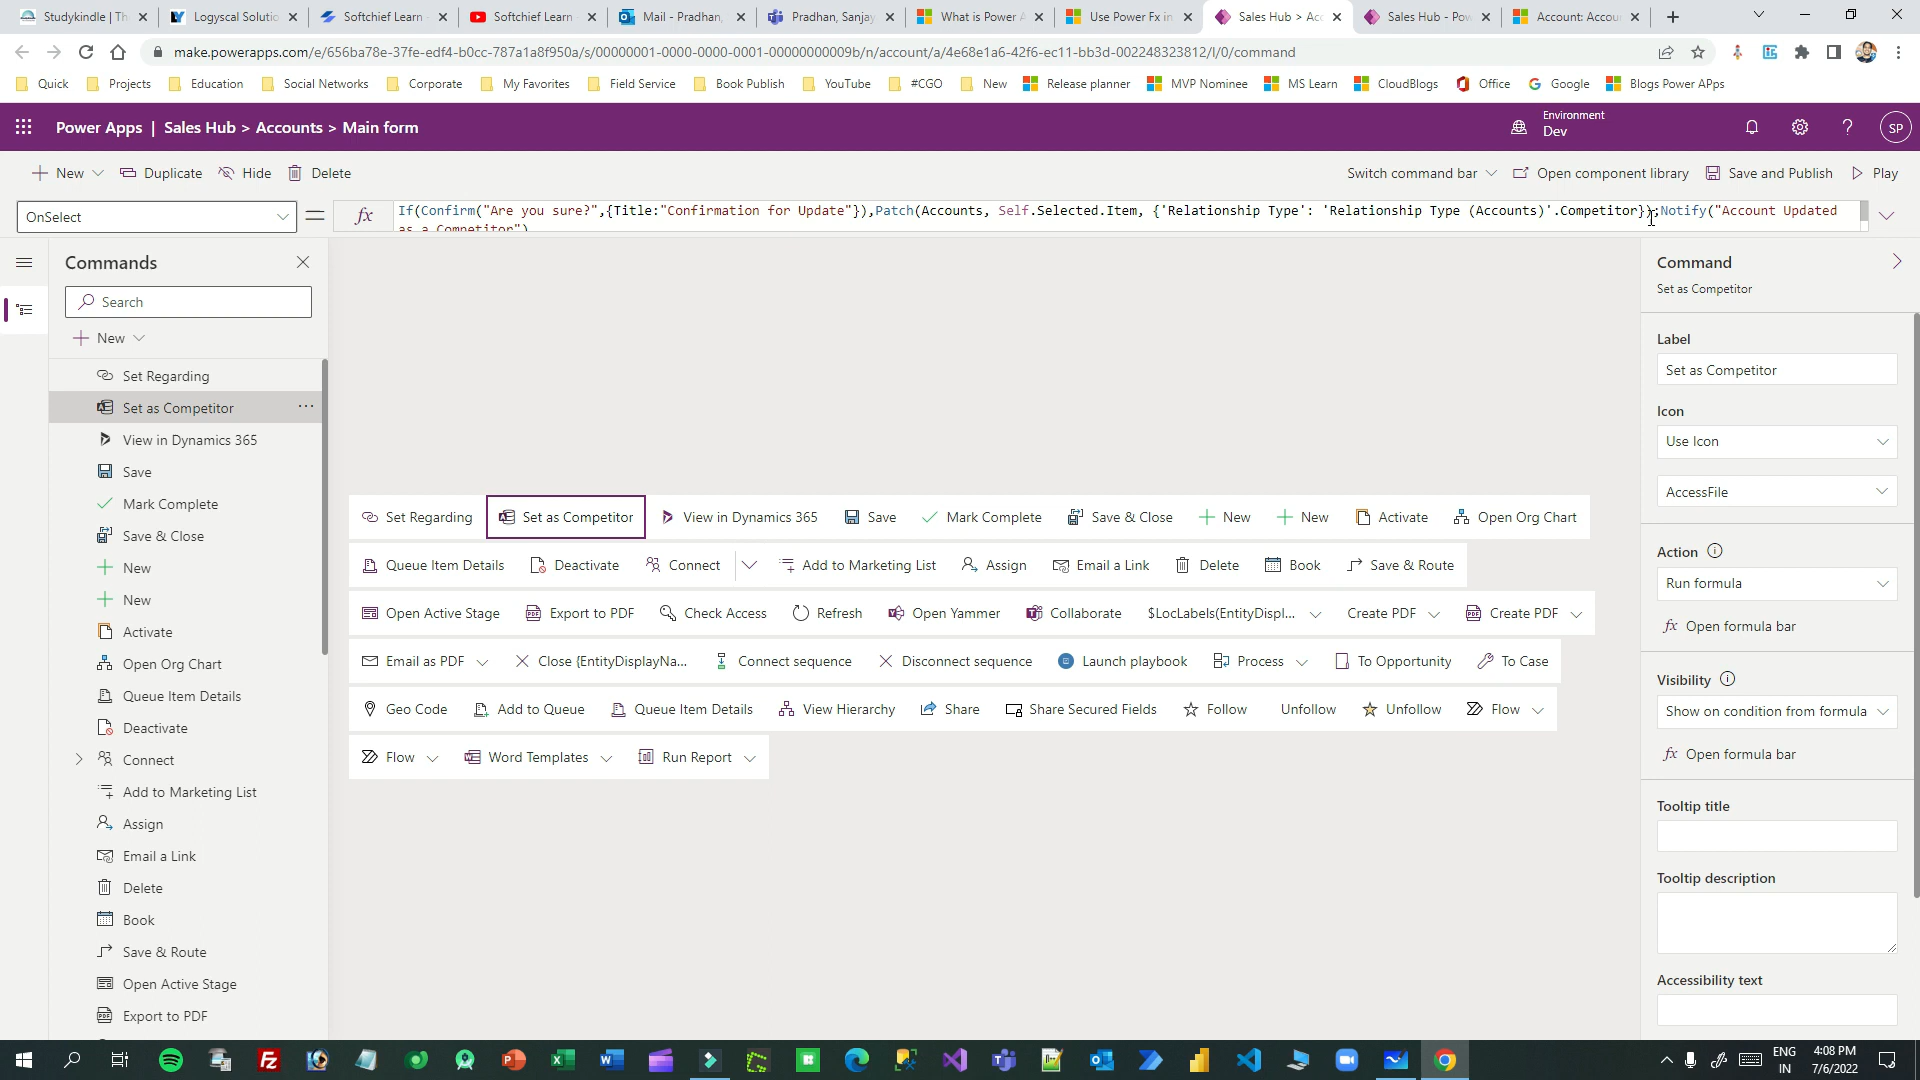 Studykindle | Th
Logyscal Solutio
Softchief Learn -
Softchief Learn -
Mail - Pradhan,
Pradhan, Sanjay
What is Power A
Use Power Fx in
Sales Hub > Acc
Sales Hub - Pow
Account: Accou
make.powerapps.com/e/656ba78e-37fe-edf4-b0cc-787a1a8f950a/s/00000001-0000-0000-0001-00000000009b/n/account/a/4e68e1a6-42f6-ec11-bb3d-002248323812/l/0/command
Quick Projects Education Social Networks Corporate My Favorites Field Service Book Publish YouTube #CGO New Release planner MVP Nominee MS Learn CloudBlogs Office Google Blogs Power APps
Power Apps | Sales Hub > Accounts > Main form
Environment
Dev
SP
New Duplicate Hide Delete
Switch command bar Open component library Save and Publish Play
OnSelect
= fx
If(Confirm("Are you sure?",{Title:"Confirmation for Update"}),Patch(Accounts, Self.Selected.Item, {'Relationship Type': 'Relationship Type (Accounts)'.Competitor});Notify("Account Updated
as a Competitor")
Commands
Search
New
Set Regarding
Set as Competitor ...
View in Dynamics 365
Save
Mark Complete
Save & Close
New
New
Activate
Open Org Chart
Queue Item Details
Deactivate
Connect
Add to Marketing List
Assign
Email a Link
Delete
Book
Save & Route
Open Active Stage
Export to PDF
Set Regarding Set as Competitor View in Dynamics 365 Save Mark Complete Save & Close New New Activate Open Org Chart
Queue Item Details Deactivate Connect Add to Marketing List Assign Email a Link Delete Book Save & Route
Open Active Stage Export to PDF Check Access Refresh Open Yammer Collaborate $LocLabels(EntityDispl... Create PDF Create PDF
Email as PDF Close {EntityDisplayNa... Connect sequence Disconnect sequence Launch playbook Process To Opportunity To Case
Geo Code Add to Queue Queue Item Details View Hierarchy Share Share Secured Fields Follow Unfollow Unfollow Flow
Flow Word Templates Run Report
Command
Set as Competitor
Label
Set as Competitor
Icon
Use Icon
AccessFile
Action
Run formula
fx Open formula bar
Visibility
Show on condition from formula
fx Open formula bar
Tooltip title
Tooltip description
Accessibility text
ENG
IN
4:08 PM
7/6/2022